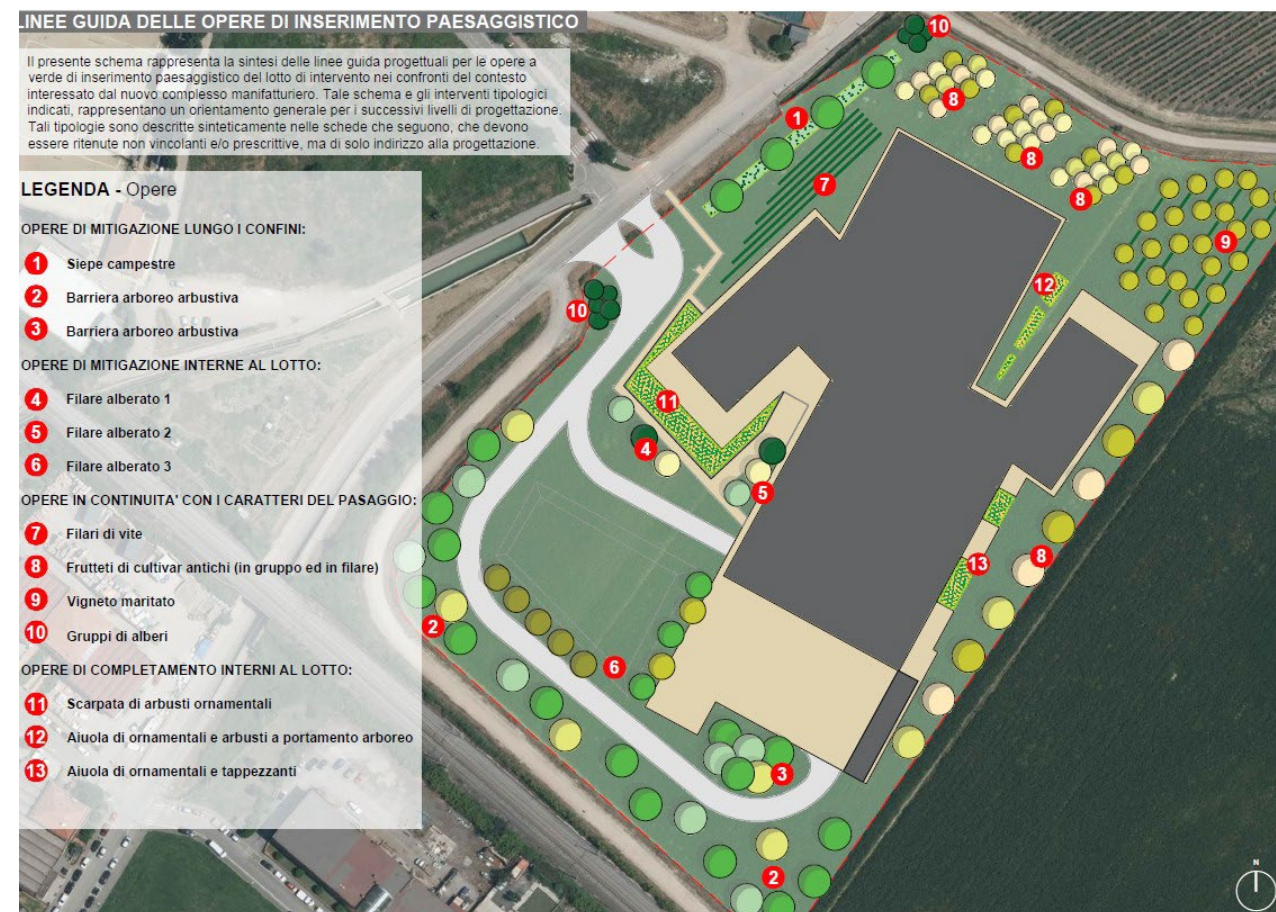 LINEE GUIDA DELLE OPERE DI INSERIMENTO PAESAGGISTICO
Il presente schema rappresenta la sintesi delle linee guida progettuali per le opere a
verde di inserimento paesaggistico del lotto di intervento nei confronti del contesto
interessato dal nuovo complesso manifatturiero. Tale schema e gli interventi tipologici
indicati, rappresentano un orientamento generale per i successivi livelli di progettazione.
Tali tipologie sono descritte sinteticamente nelle schede che seguono, che devono
essere ritenute non vincolanti e/o prescrittive, ma di solo indirizzo alla progettazione.
LEGENDA - Opere
OPERE DI MITIGAZIONE LUNGO I CONFINI:
1 Siepe campestre
2 Barriera arboreo arbustiva
3 Barriera arboreo arbustiva
OPERE DI MITIGAZIONE INTERNE AL LOTTO:
4 Filare alberato 1
5 Filare alberato 2
6 Filare alberato 3
OPERE IN CONTINUITA' CON I CARATTERI DEL PASAGGIO:
7 Filari di vite
8 Frutteti di cultivar antichi (in gruppo ed in filare)
9 Vigneto maritato
10 Gruppi di alberi
OPERE DI COMPLETAMENTO INTERNI AL LOTTO:
11 Scarpata di arbusti ornamentali
12 Aiuola di ornamentali e arbusti a portamento arboreo
13 Aiuola di ornamentali e tappezzanti
10
8
1
8
7
8
9
12
10
11
4
5
13
8
2
6
3
2
N